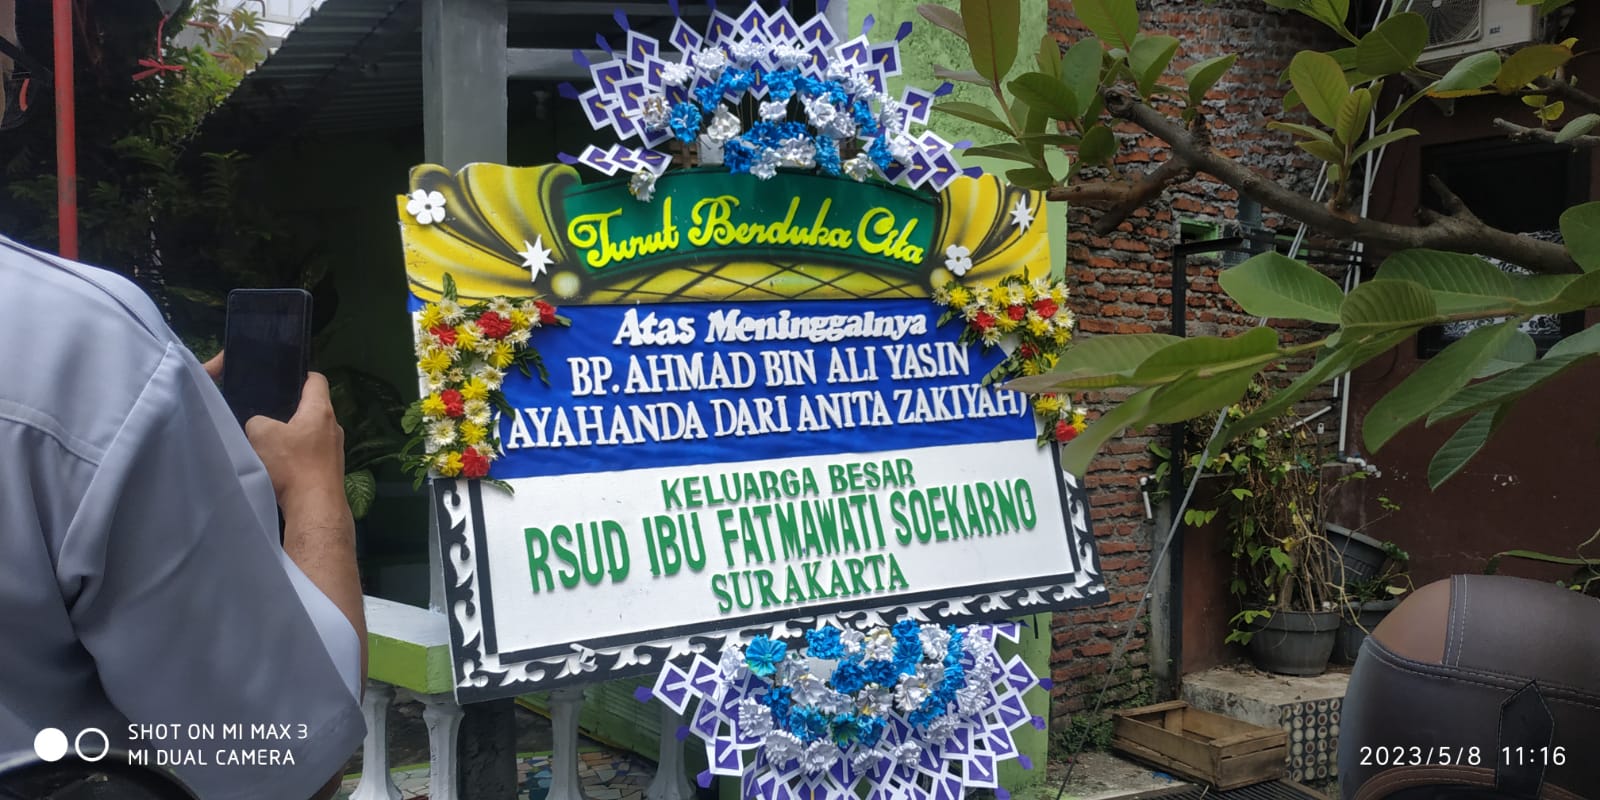 Turut Berduka Cita
Atas Meninggalnya
BP. AHMAD BIN ALI YASIN
(AYAHANDA DARI ANITA ZAKIYAH)
KELUARGA BESAR
RSUD IBU FATMAWATI SOEKARNO
SURAKARTA
SHOT ON MI MAX 3
MI DUAL CAMERA
2023/5/8 11:16